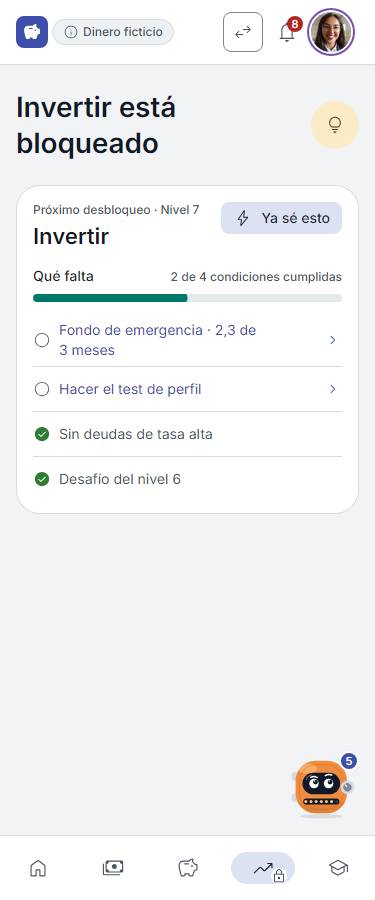 Dinero ficticio
8
Invertir está
bloqueado
Próximo desbloqueo · Nivel 7
Ya sé esto
Invertir
Qué falta
2 de 4 condiciones cumplidas
Fondo de emergencia · 2,3 de
3 meses
Hacer el test de perfil
Sin deudas de tasa alta
Desafío del nivel 6
5